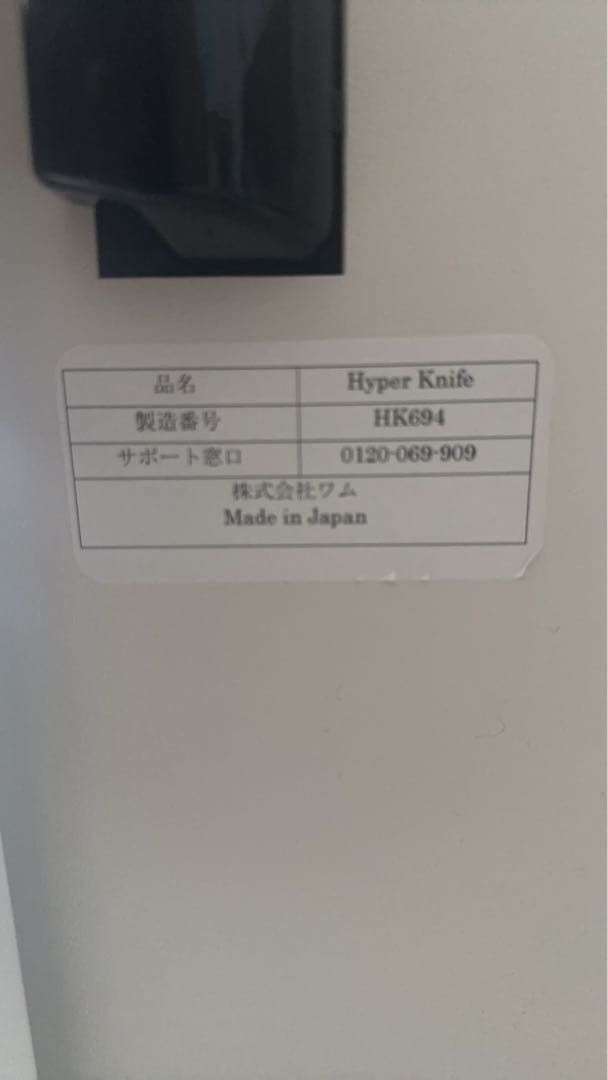 品名 Hyper Knife
製造番号 HK694
サポート窓口 0120-069-909
株式会社ワム
Made in Japan